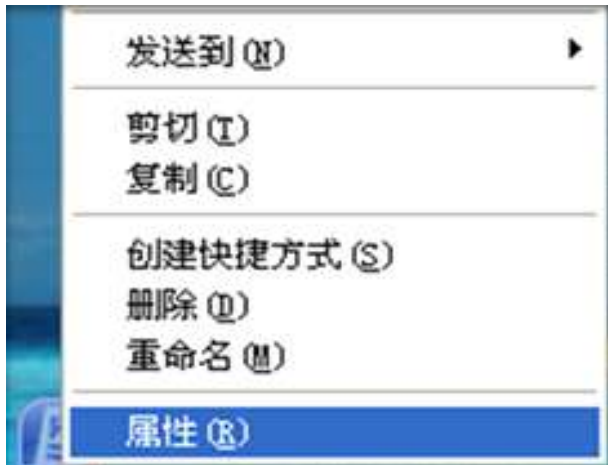 发送到(N)
剪切(T)
复制(C)
创建快捷方式(S)
删除(D)
重命名(M)
属性(R)